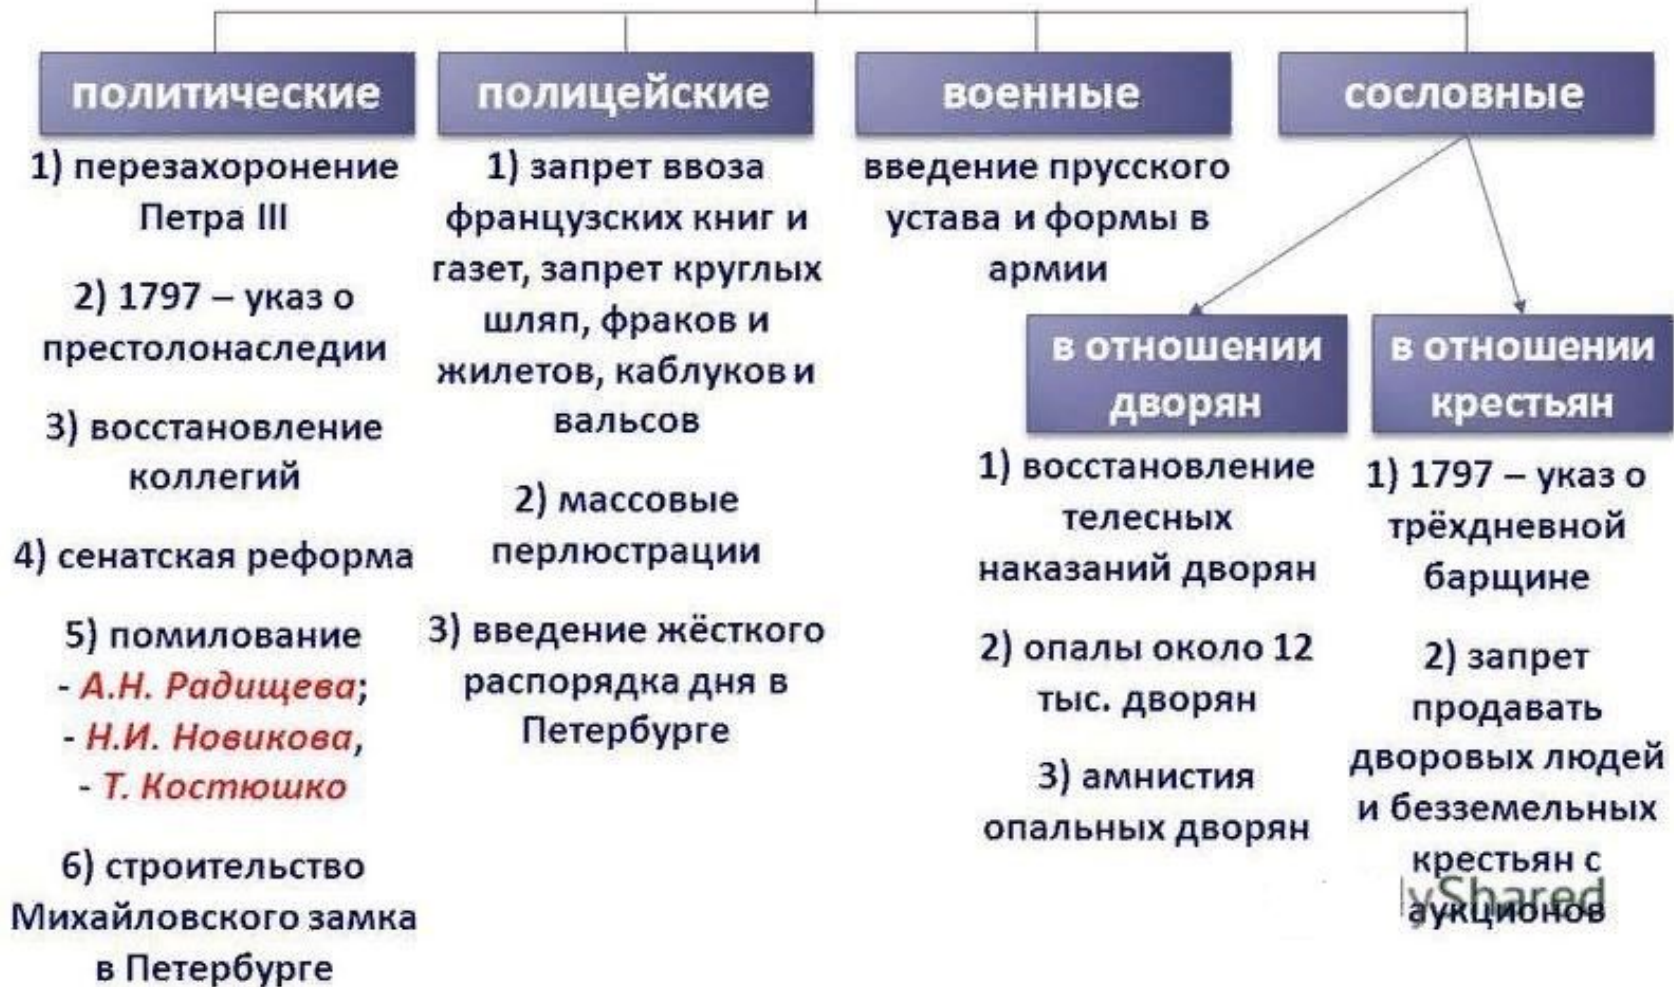 политические
1) перезахоронение
Петра III
2) 1797 – указ о
престолонаследии
3) восстановление
коллегий
4) сенатская реформа
5) помилование
- А.Н. Радищева;
- Н.И. Новикова,
- Т. Костюшко
6) строительство
Михайловского замка
в Петербурге
полицейские
1) запрет ввоза
французских книг и
газет, запрет круглых
шляп, фраков и
жилетов, каблуков и
вальсов
2) массовые
перлюстрации
3) введение жёсткого
распорядка дня в
Петербурге
военные
введение прусского
устава и формы в
армии
сословные
в отношении
дворян
1) восстановление
телесных
наказаний дворян
2) опалы около 12
тыс. дворян
3) амнистия
опальных дворян
в отношении
крестьян
1) 1797 – указ о
трёхдневной
барщине
2) запрет
продавать
дворовых людей
и безземельных
крестьян с
аукционов
yShared